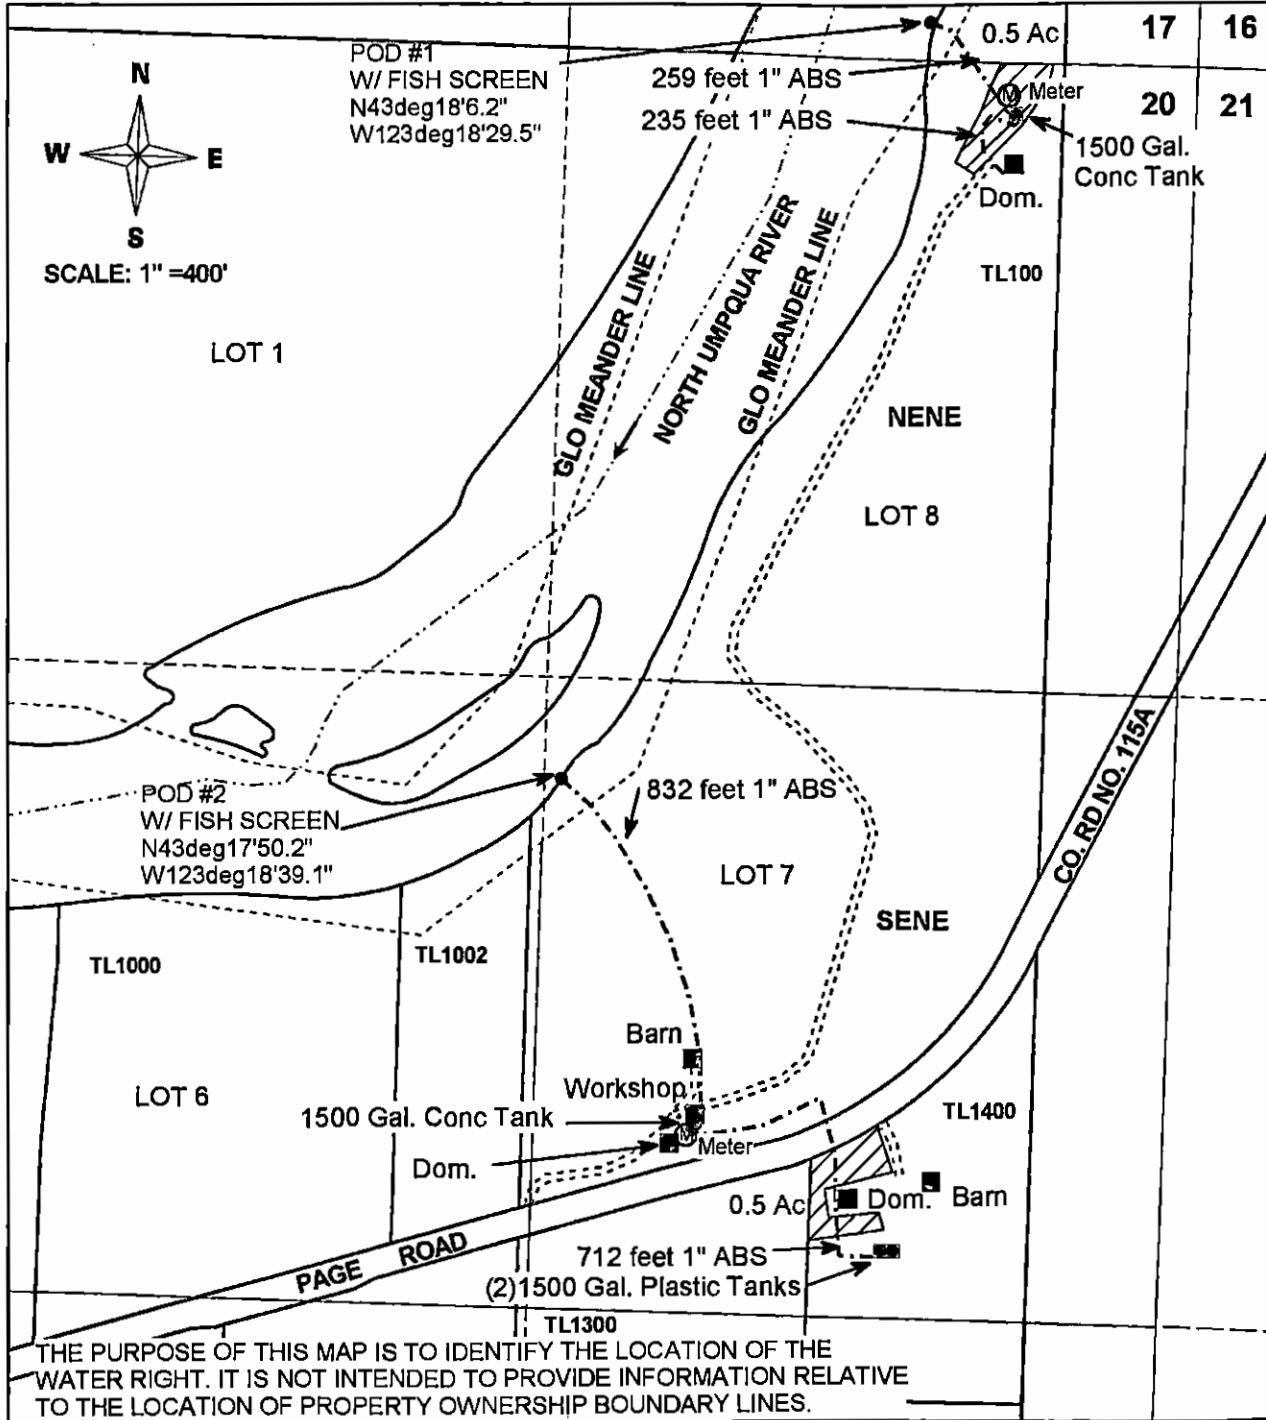 17
16
0.5 Ac
POD #1
W/ FISH SCREEN
N43deg18'6.2"
W123deg18'29.5"
259 feet 1" ABS
235 feet 1" ABS
M
Meter
20
21
1500 Gal.
Conc Tank
Dom.
N
W
E
S
SCALE: 1" =400'
TL100
LOT 1
GLO MEANDER LINE
NORTH UMPQUA RIVER
GLO MEANDER LINE
NENE
LOT 8
POD #2
W/ FISH SCREEN
N43deg17'50.2"
W123deg18'39.1"
832 feet 1" ABS
CO. RD NO. 115A
LOT 7
SENE
TL1000
TL1002
Barn
Workshop
LOT 6
1500 Gal. Conc Tank
TL1400
M
Meter
Dom.
0.5 Ac
Dom.
Barn
712 feet 1" ABS
(2)1500 Gal. Plastic Tanks
PAGE ROAD
TL1300
THE PURPOSE OF THIS MAP IS TO IDENTIFY THE LOCATION OF THE
WATER RIGHT. IT IS NOT INTENDED TO PROVIDE INFORMATION RELATIVE
TO THE LOCATION OF PROPERTY OWNERSHIP BOUNDARY LINES.